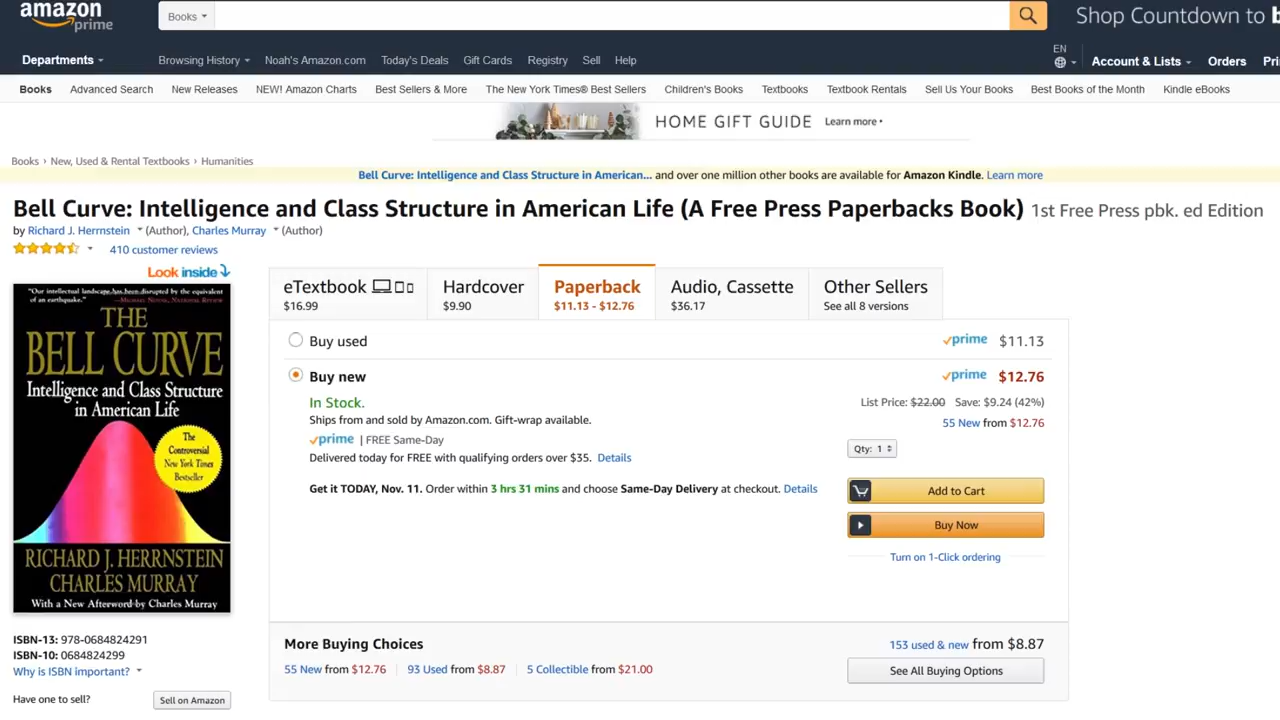 amazon
prime
Books
Shop Countdown to
Departments
Browsing History
Noah's Amazon.com
Today's Deals
Gift Cards
Registry
Sell
Help
EN
Account & Lists
Orders
Pri
Books
Advanced Search
New Releases
NEW! Amazon Charts
Best Sellers & More
The New York Times® Best Sellers
Children's Books
Textbooks
Textbook Rentals
Sell Us Your Books
Best Books of the Month
Kindle eBooks
HOME GIFT GUIDE Learn more ›
Books › New, Used & Rental Textbooks › Humanities
Bell Curve: Intelligence and Class Structure in American... and over one million other books are available for Amazon Kindle. Learn more
Bell Curve: Intelligence and Class Structure in American Life (A Free Press Paperbacks Book) 1st Free Press pbk. ed Edition
by Richard J. Herrnstein (Author), Charles Murray (Author)
410 customer reviews
Look inside
"Our intellectual landscape has been disrupted by the equivalent
of an earthquake." —Michael Novak, National Review
THE
BELL CURVE
Intelligence and Class Structure
in American Life
The
Controversial
New York Times
Bestseller
RICHARD J. HERRNSTEIN
CHARLES MURRAY
With a New Afterword by Charles Murray
ISBN-13: 978-0684824291
ISBN-10: 0684824299
Why is ISBN important?
Have one to sell?
Sell on Amazon
eTextbook
$16.99
Hardcover
$9.90
Paperback
$11.13 - $12.76
Audio, Cassette
$36.17
Other Sellers
See all 8 versions
Buy used
prime $11.13
Buy new
prime $12.76
In Stock.
Ships from and sold by Amazon.com. Gift-wrap available.
prime | FREE Same-Day
Delivered today for FREE with qualifying orders over $35. Details
Get it TODAY, Nov. 11. Order within 3 hrs 31 mins and choose Same-Day Delivery at checkout. Details
List Price: $22.00 Save: $9.24 (42%)
55 New from $12.76
Qty: 1
Add to Cart
Buy Now
Turn on 1-Click ordering
More Buying Choices
55 New from $12.76
93 Used from $8.87
5 Collectible from $21.00
153 used & new from $8.87
See All Buying Options